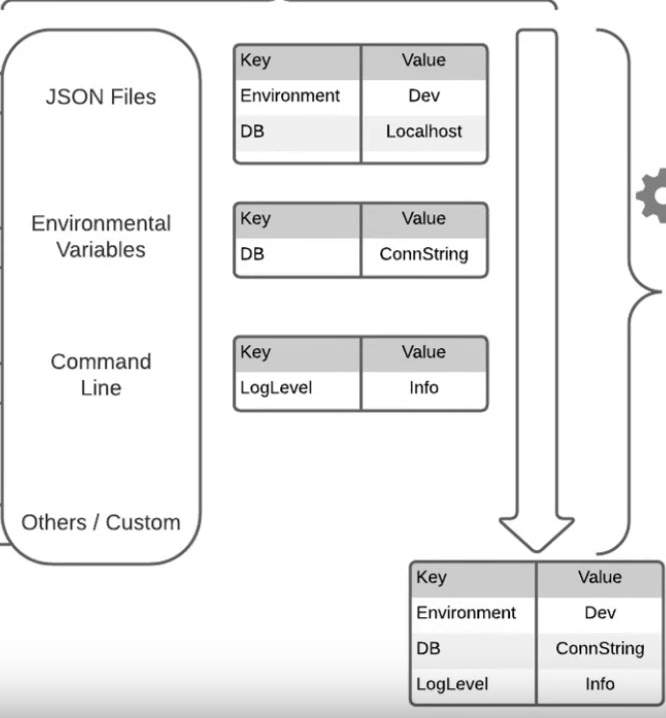 JSON Files
Key Value
Environment Dev
DB Localhost
Environmental
Variables
Key Value
DB ConnString
Command
Line
Key Value
LogLevel Info
Others / Custom
Key Value
Environment Dev
DB ConnString
LogLevel Info